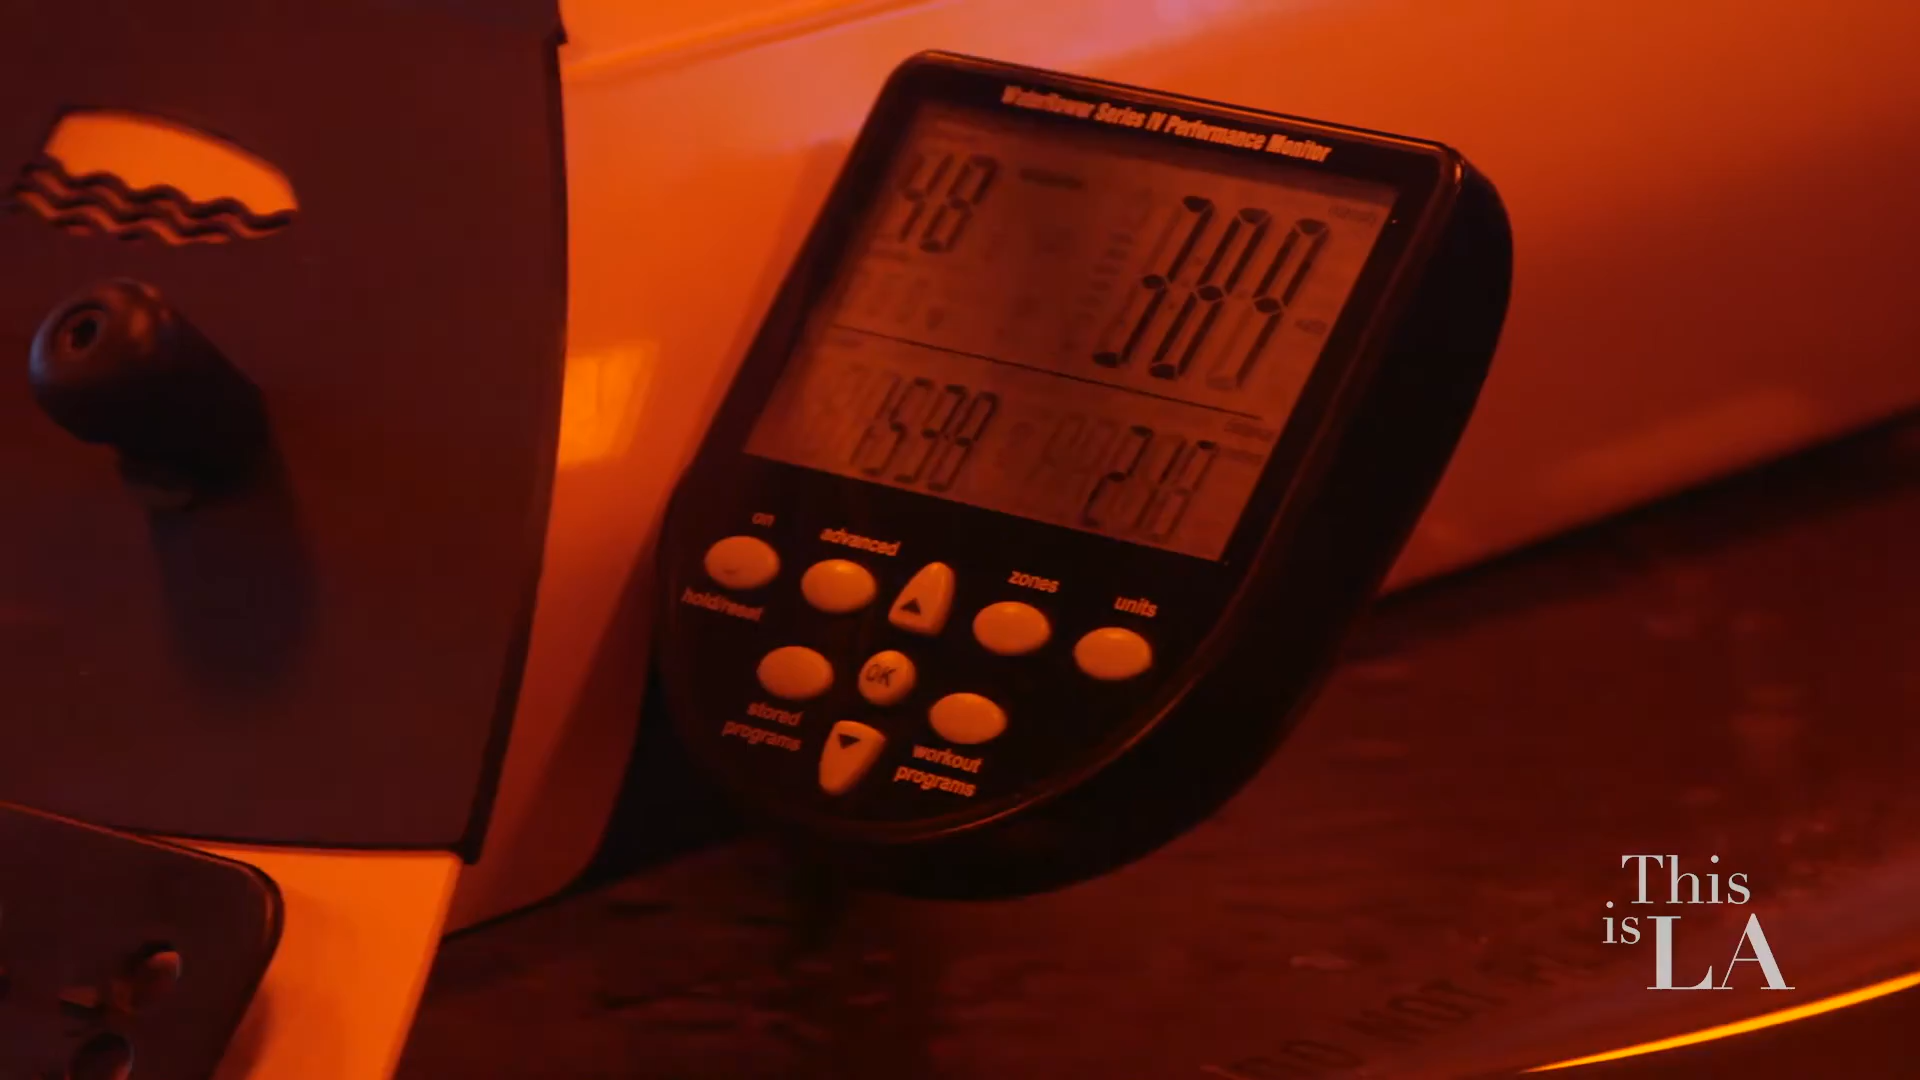 WaterRower Series IV Performance Monitor
48
1598
on
advanced
zones
units
hold/reset
OK
stored
programs
workout
programs
This
is LA